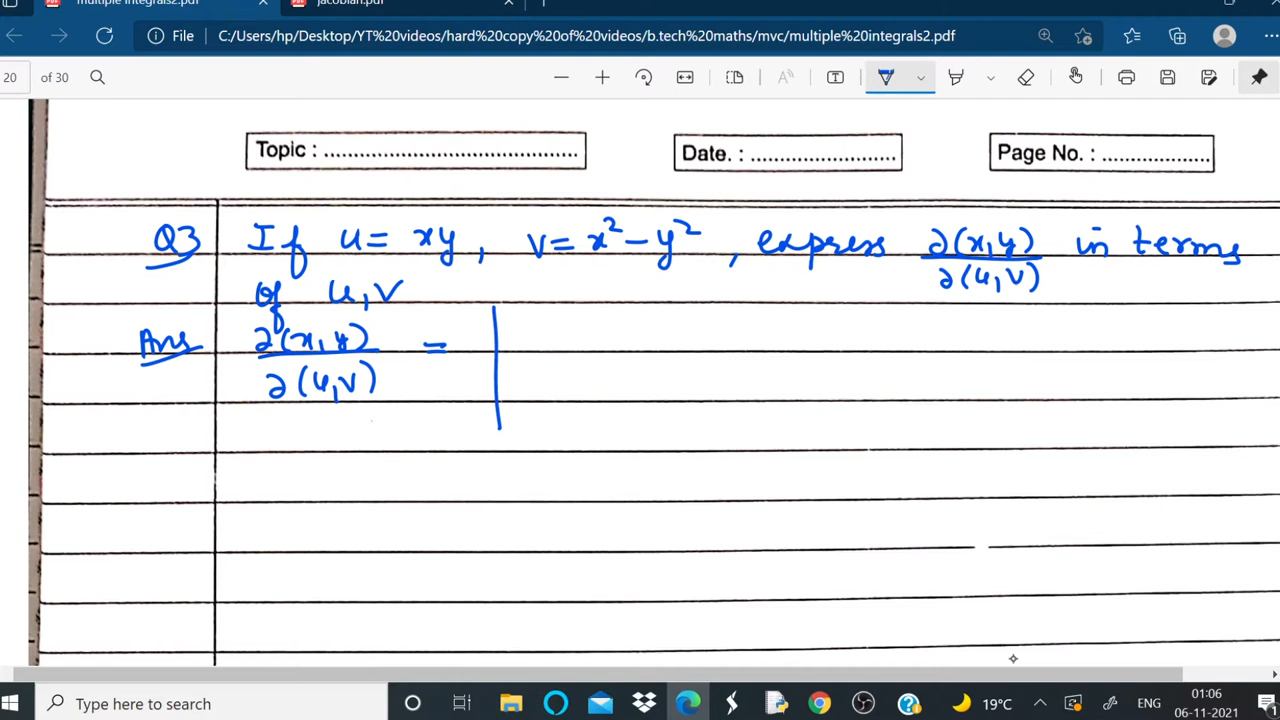 multiple integrals2.pdf
jacobian.pdf
File C:/Users/hp/Desktop/YT%20videos/hard%20copy%20of%20videos/b.tech%20maths/mvc/multiple%20integrals2.pdf
20 of 30
Topic : ........................................
Date. : .........................
Page No. : ...................
Q3 If u = xy, v = x² - y², express ∂(x,y)/∂(u,v) in terms
of u,v
Ans ∂(x,y)/∂(u,v) = |
Type here to search
19°C
ENG
01:06
06-11-2021